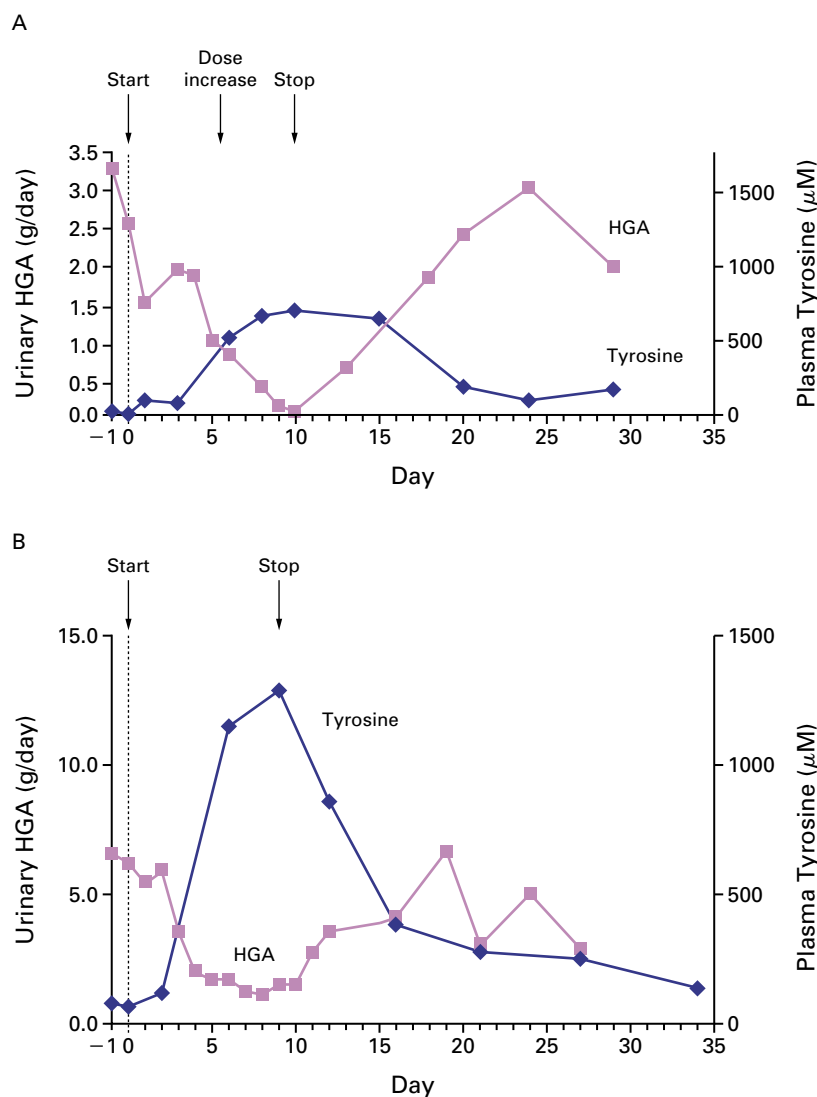 A
Dose
Start increase Stop
3.5
3.0 1500
2.5
HGA
2.0 1000
1.5
1.0 500
Tyrosine
0.5
0.0 0
−1 0 5 10 15 20 25 30 35
Urinary HGA (g/day)
Plasma Tyrosine (μM)
Day
B
Start Stop
15.0 1500
Tyrosine
10.0 1000
5.0 500
HGA
0.0 0
−1 0 5 10 15 20 25 30 35
Urinary HGA (g/day)
Plasma Tyrosine (μM)
Day